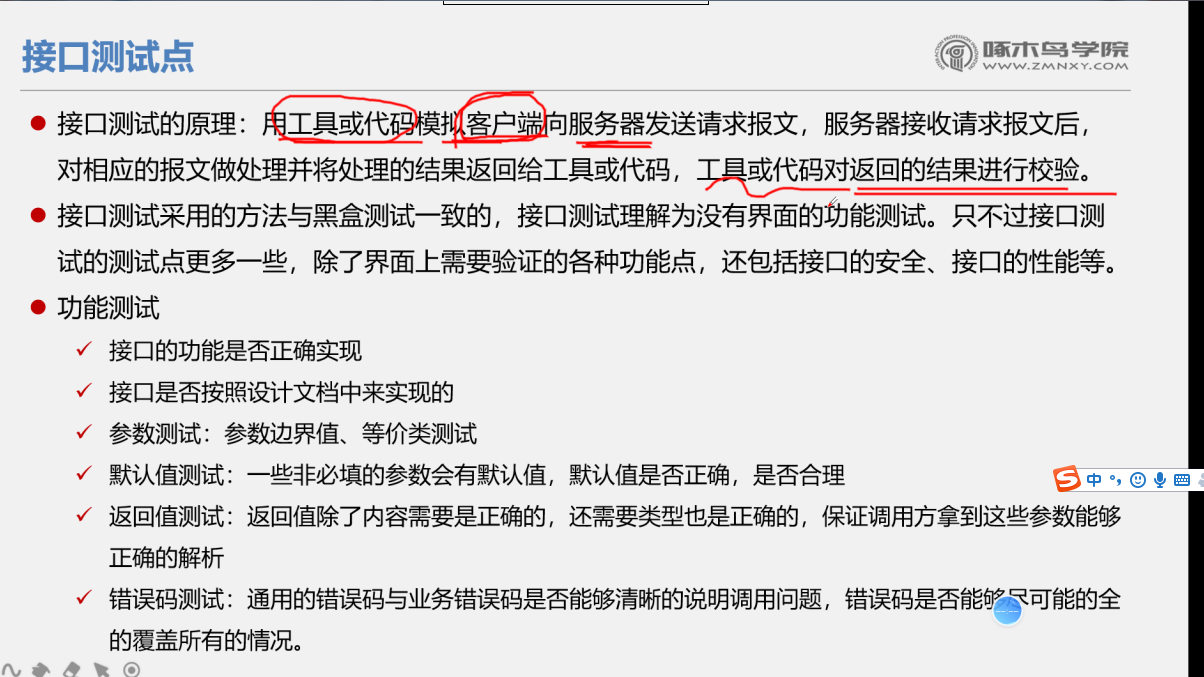 接口测试点
啄木鸟学院
WWW.ZMNXY.COM
接口测试的原理：用工具或代码模拟客户端向服务器发送请求报文，服务器接收请求报文后，
对相应的报文做处理并将处理的结果返回给工具或代码，工具或代码对返回的结果进行校验。
接口测试采用的方法与黑盒测试一致的，接口测试理解为没有界面的功能测试。只不过接口测
试的测试点更多一些，除了界面上需要验证的各种功能点，还包括接口的安全、接口的性能等。
功能测试
接口的功能是否正确实现
接口是否按照设计文档中来实现的
参数测试：参数边界值、等价类测试
默认值测试：一些非必填的参数会有默认值，默认值是否正确，是否合理
中
返回值测试：返回值除了内容需要是正确的，还需要类型也是正确的，保证调用方拿到这些参数能够
正确的解析
错误码测试：通用的错误码与业务错误码是否能够清晰的说明调用问题，错误码是否能够尽可能的全
的覆盖所有的情况。